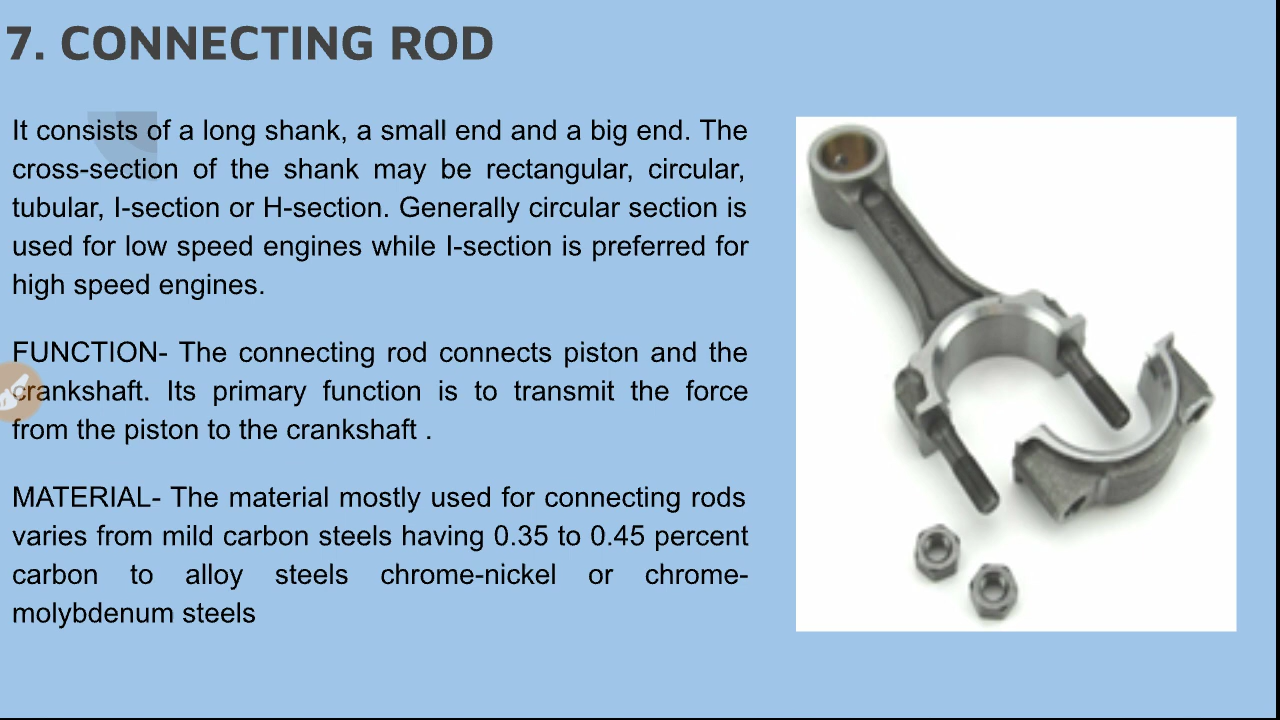 7. CONNECTING ROD
It consists of a long shank, a small end and a big end. The
cross-section of the shank may be rectangular, circular,
tubular, I-section or H-section. Generally circular section is
used for low speed engines while I-section is preferred for
high speed engines.
FUNCTION- The connecting rod connects piston and the
crankshaft. Its primary function is to transmit the force
from the piston to the crankshaft .
MATERIAL- The material mostly used for connecting rods
varies from mild carbon steels having 0.35 to 0.45 percent
carbon to alloy steels chrome-nickel or chrome-
molybdenum steels